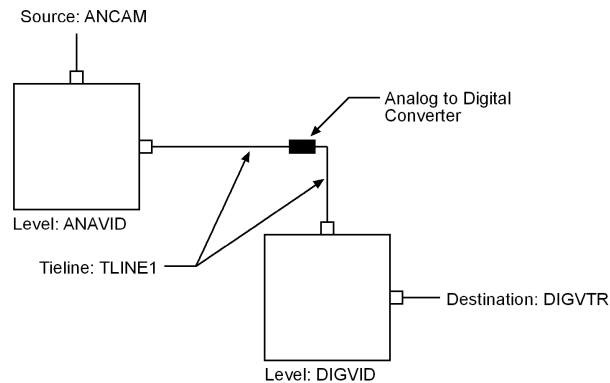 Source: ANCAM
Analog to Digital
Converter
Level: ANAVID
Tieline: TLINE1
Destination: DIGVTR
Level: DIGVID